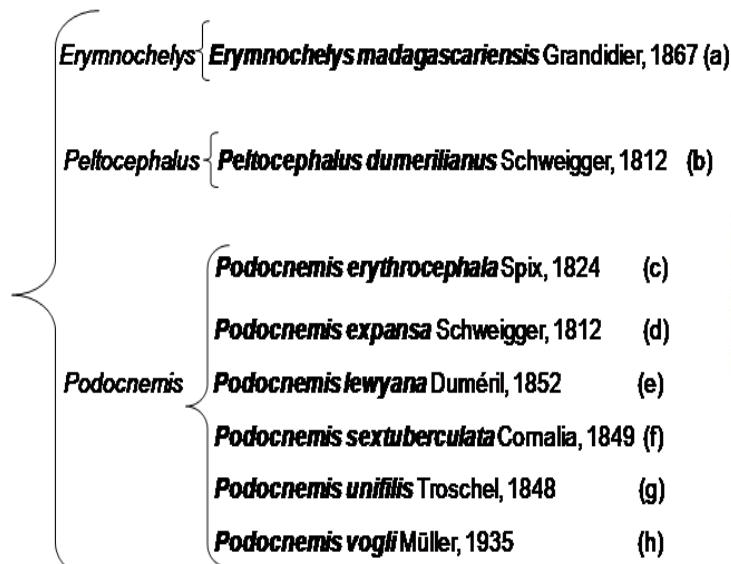 Erymnochelys Erymnochelys madagascariensis Grandidier, 1867 (a)
Peltocephalus Peltocephalus dumerilianus Schweigger, 1812 (b)
Podocnemis erythrocephala Spix, 1824 (c)
Podocnemis expansa Schweigger, 1812 (d)
Podocnemis Podocnemis lewyana Duméril, 1852 (e)
Podocnemis sextuberculata Cornalia, 1849 (f)
Podocnemis unifilis Troschel, 1848 (g)
Podocnemis vogli Müller, 1935 (h)